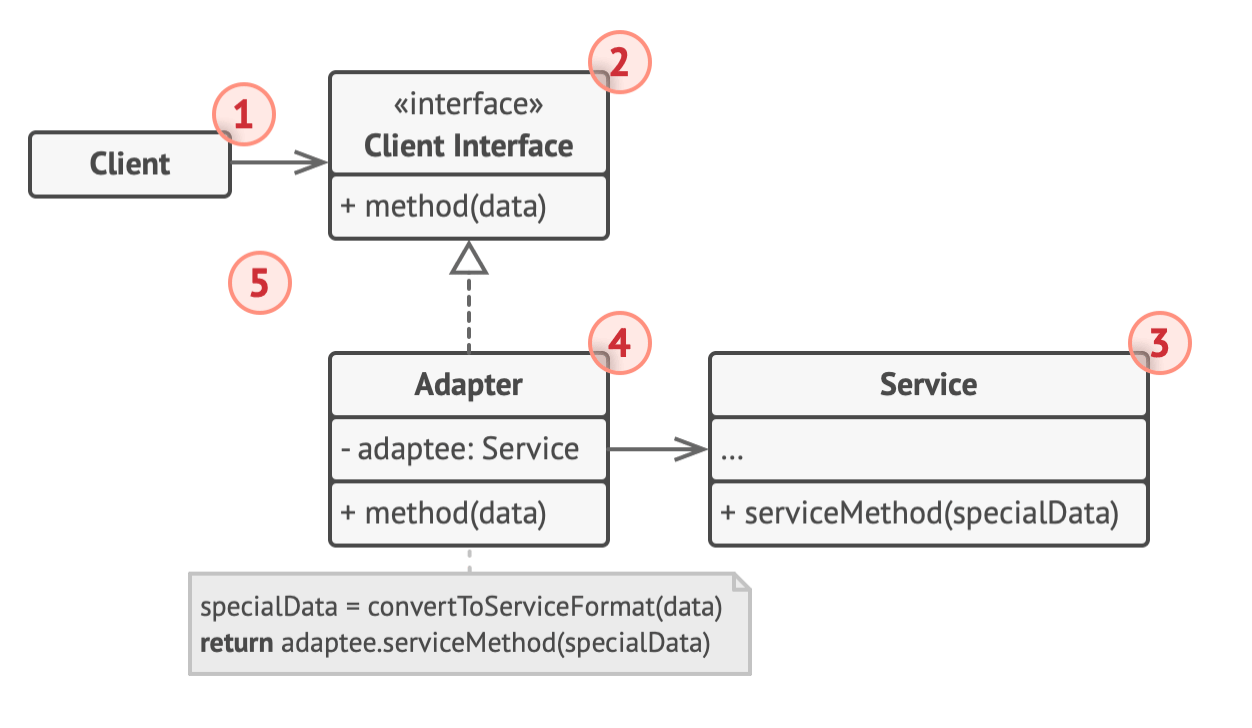 1
Client
2
«interface»
Client Interface
+ method(data)
5
4
Adapter
- adaptee: Service
+ method(data)
3
Service
...
+ serviceMethod(specialData)
specialData = convertToServiceFormat(data)
return adaptee.serviceMethod(specialData)